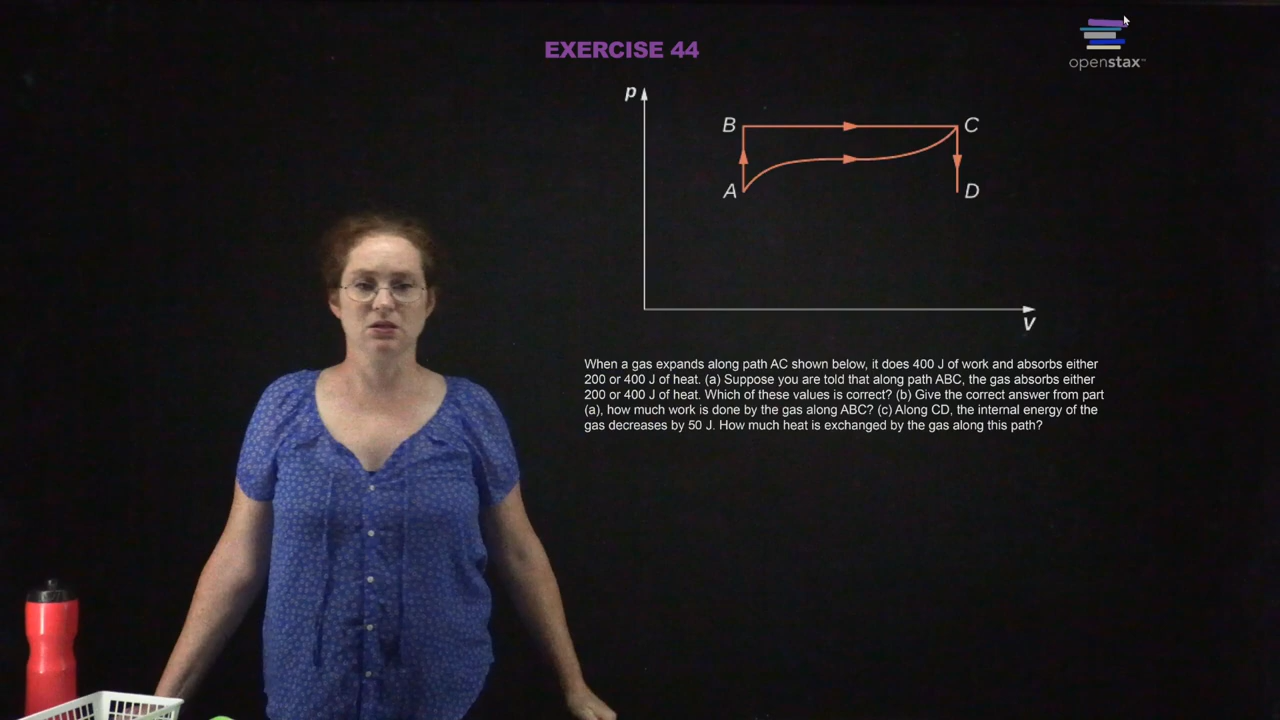 EXERCISE 44
openstax™
p
B
C
A
D
V
When a gas expands along path AC shown below, it does 400 J of work and absorbs either
200 or 400 J of heat. (a) Suppose you are told that along path ABC, the gas absorbs either
200 or 400 J of heat. Which of these values is correct? (b) Give the correct answer from part
(a), how much work is done by the gas along ABC? (c) Along CD, the internal energy of the
gas decreases by 50 J. How much heat is exchanged by the gas along this path?